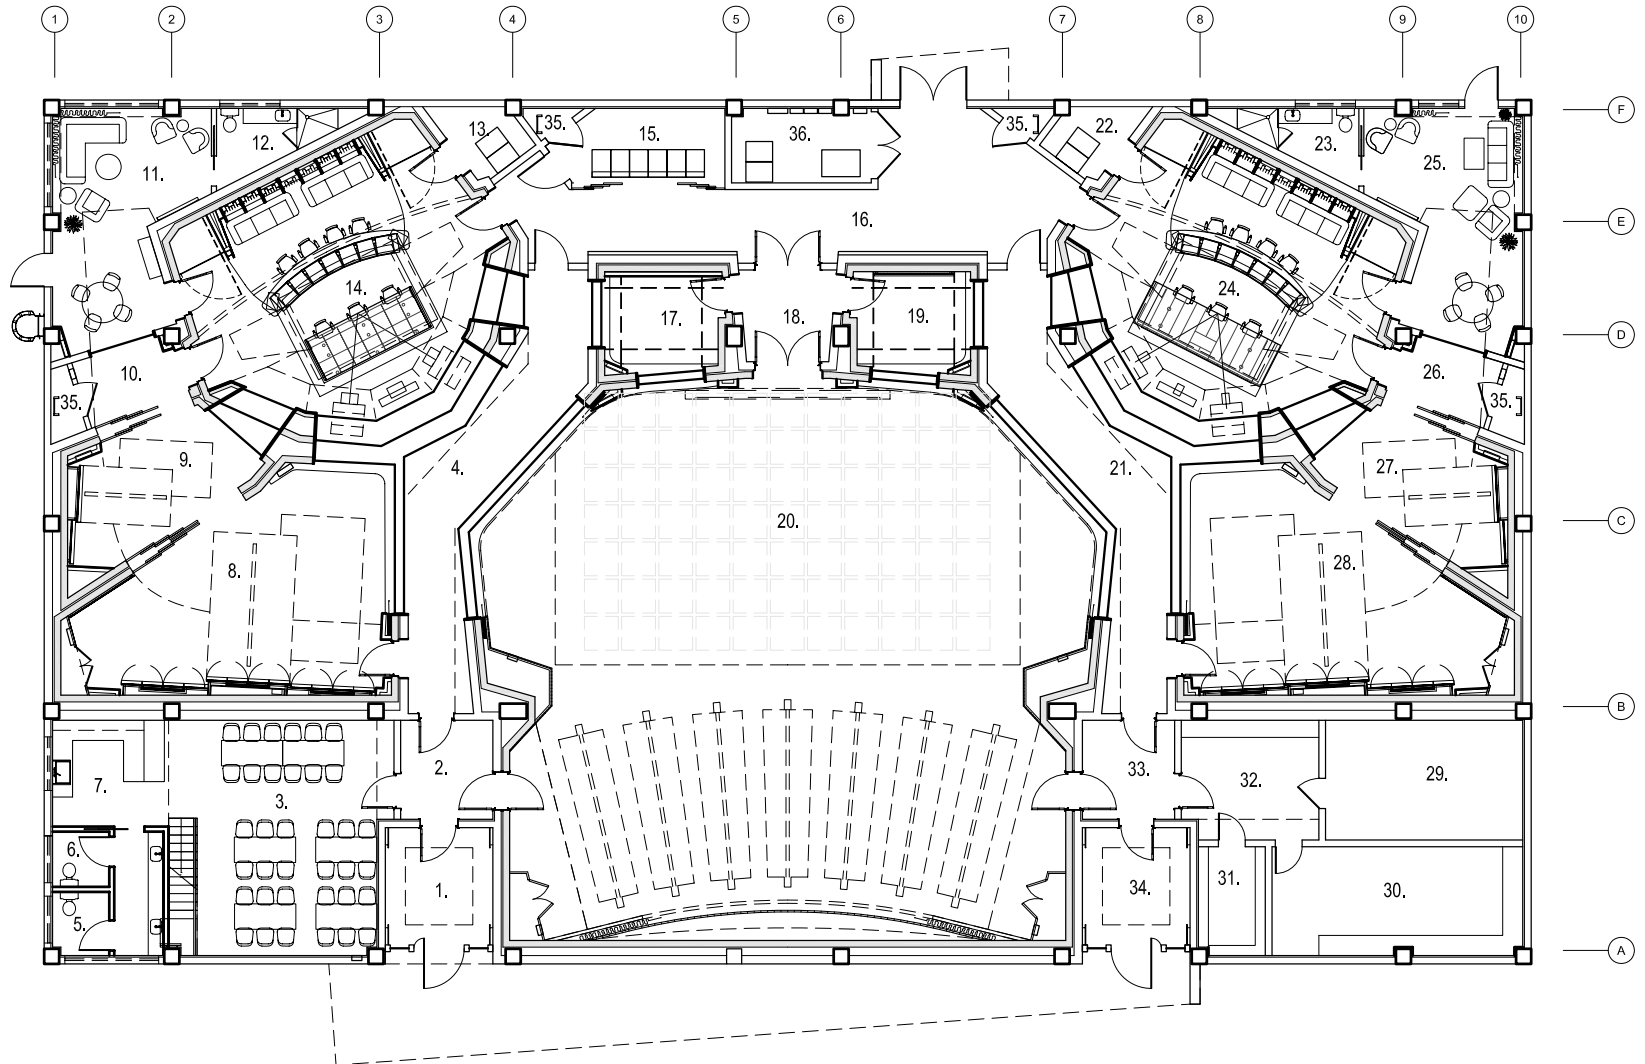 1 2 3 4 5 6 7 8 9 10
F
35. 35.
12. 13. 15. 36. 22. 23.
11. 25.
16.
E
14. 24.
17. 18. 19.
D
10. 26.
35. 35.
9. 4. 21. 27.
20.
C
8. 28.
B
2. 33.
7. 3. 32. 29.
6.
1. 34. 31. 30.
5.
A